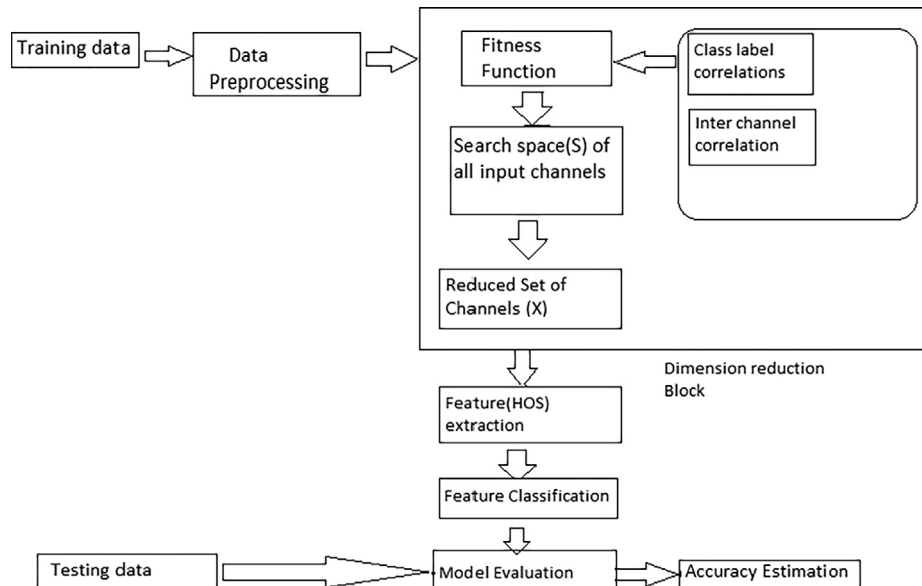 Training data
Data
Preprocessing
Fitness
Function
Class label
correlations
Inter channel
correlation
Search space(S) of
all input channels
Reduced Set of
Channels (X)
Dimension reduction
Block
Feature(HOS)
extraction
Feature Classification
Testing data
Model Evaluation
Accuracy Estimation